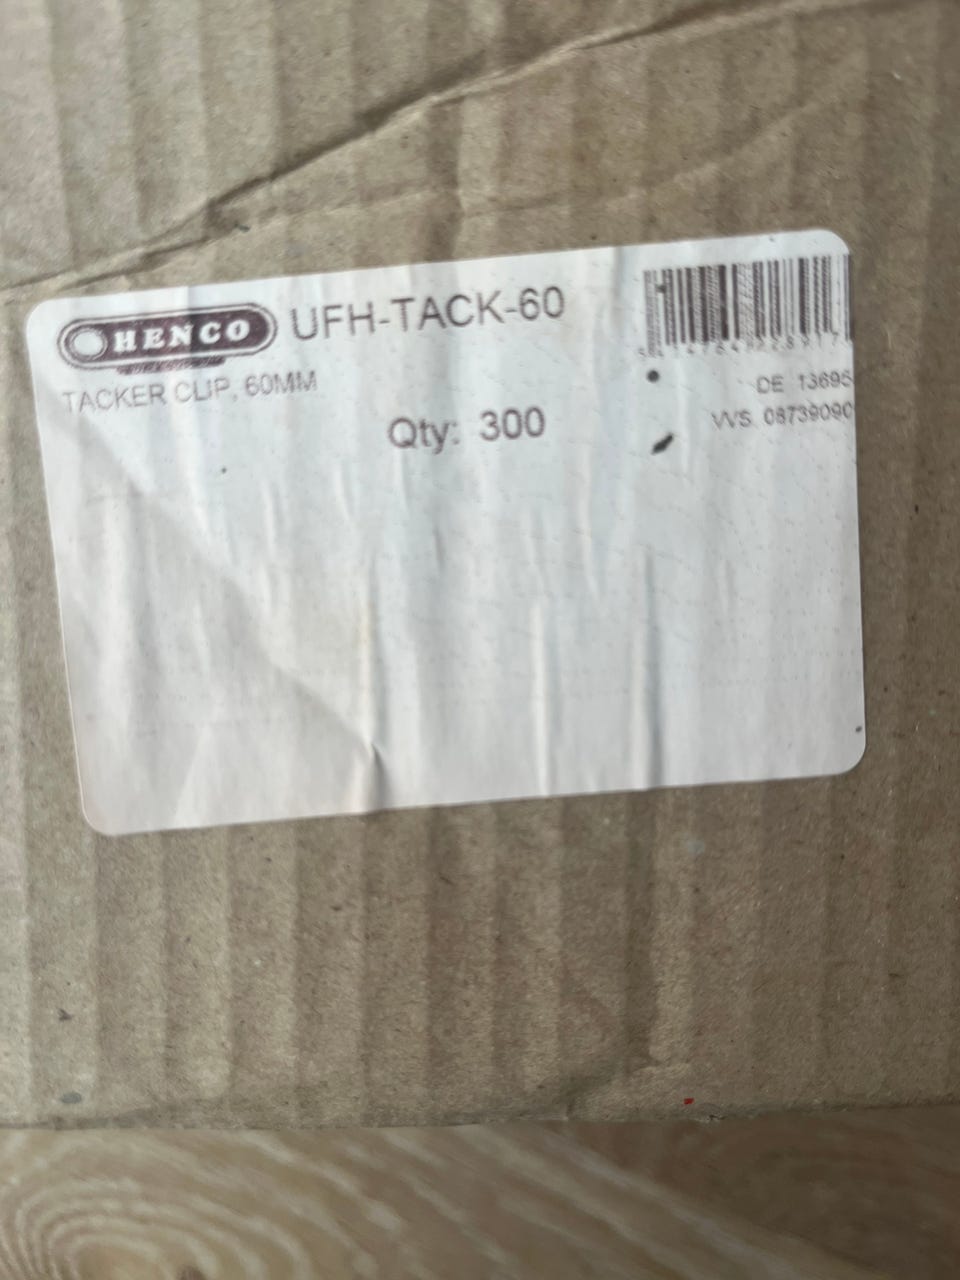 HENCO UFH-TACK-60
TACKER CLIP, 60MM
Qty: 300
DE 13695
VVS 08739090